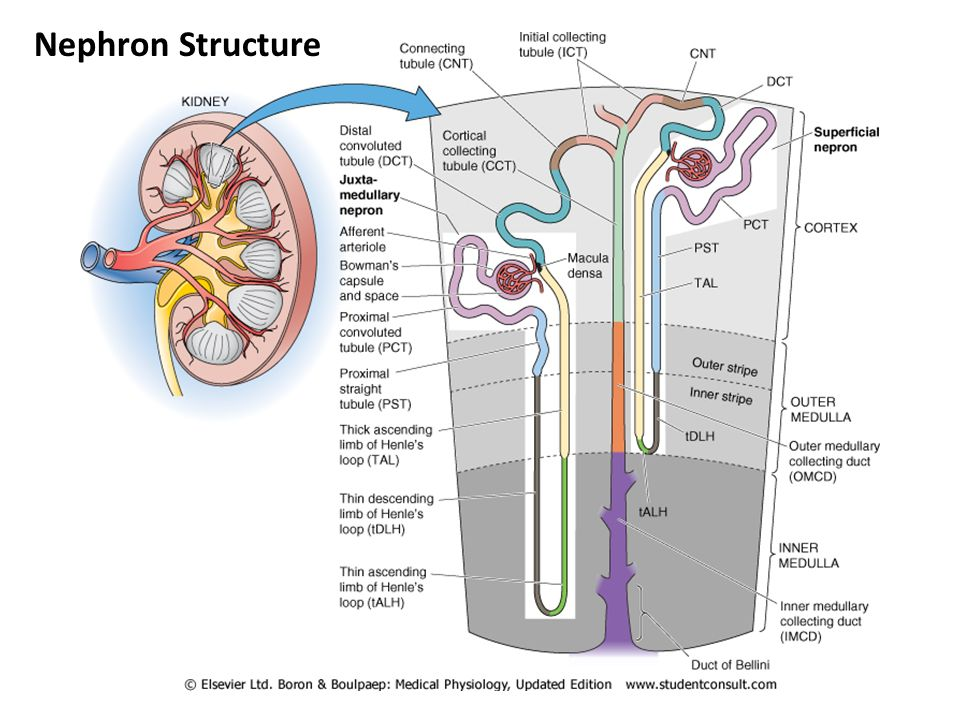 Nephron Structure
KIDNEY
Connecting
tubule (CNT)
Initial collecting
tubule (ICT)
CNT
DCT
Distal
convoluted
tubule (DCT)
Cortical
collecting
tubule (CCT)
Superficial
nepron
Juxta-
medullary
nepron
Afferent
arteriole
Bowman's
capsule
and space
Macula
densa
PCT
CORTEX
PST
TAL
Proximal
convoluted
tubule (PCT)
Proximal
straight
tubule (PST)
Outer stripe
Inner stripe
OUTER
MEDULLA
Thick ascending
limb of Henle's
loop (TAL)
tDLH
Outer medullary
collecting duct
(OMCD)
Thin descending
limb of Henle's
loop (tDLH)
tALH
INNER
MEDULLA
Thin ascending
limb of Henle's
loop (tALH)
Inner medullary
collecting duct
(IMCD)
Duct of Bellini
© Elsevier Ltd. Boron & Boulpaep: Medical Physiology, Updated Edition www.studentconsult.com